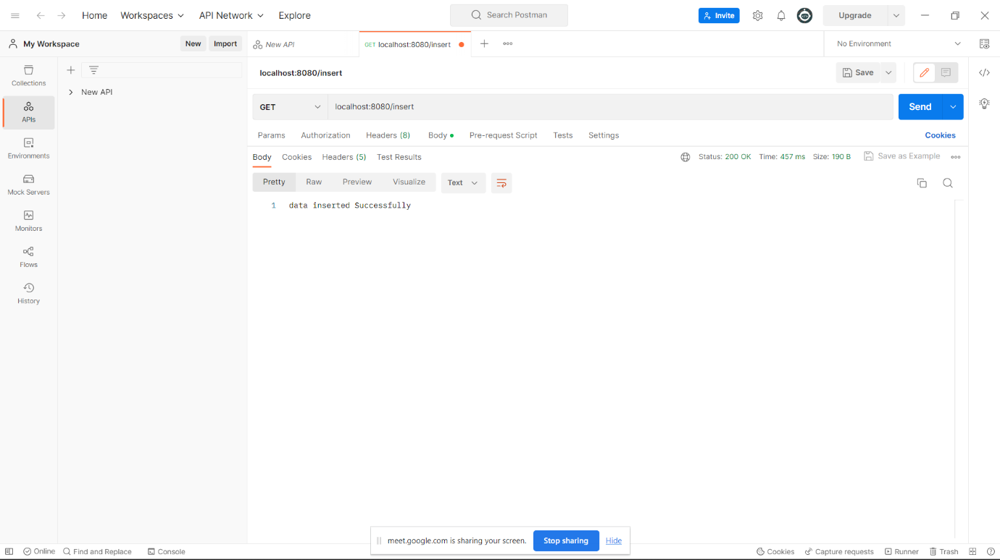 Home Workspaces API Network Explore Search Postman Invite Upgrade
My Workspace New Import New API GET localhost:8080/insert No Environment
Collections
New API
APIs
Environments
Mock Servers
Monitors
Flows
History
localhost:8080/insert Save
GET localhost:8080/insert Send
Params Authorization Headers (8) Body Pre-request Script Tests Settings Cookies
Body Cookies Headers (5) Test Results Status: 200 OK Time: 457 ms Size: 190 B Save as Example
Pretty Raw Preview Visualize Text
1 data inserted Successfully
meet.google.com is sharing your screen. Stop sharing Hide
Online Find and Replace Console Cookies Capture requests Runner Trash